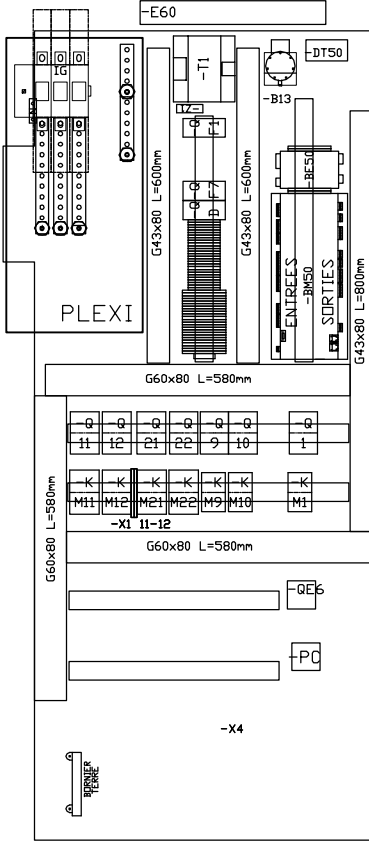 -E60
IG
-T1
-DT50
-B13
IZ-
-Q F1
G43x80 L=600mm
G43x80 L=600mm
-BE50
-Q F7
-Q D
ENTREES
-BM50
SORTIES
G43x80 L=800mm
PLEXI
G60x80 L=580mm
-Q -Q -Q -Q -Q -Q -Q
11 12 21 22 9 10 1
-K -K -K -K -K -K -K
M11 M12 M21 M22 M9 M10 M1
-X1 11-12
G60x80 L=580mm
G60x80 L=580mm
-QE6
-PC
-X4
BORNIER
TERRE